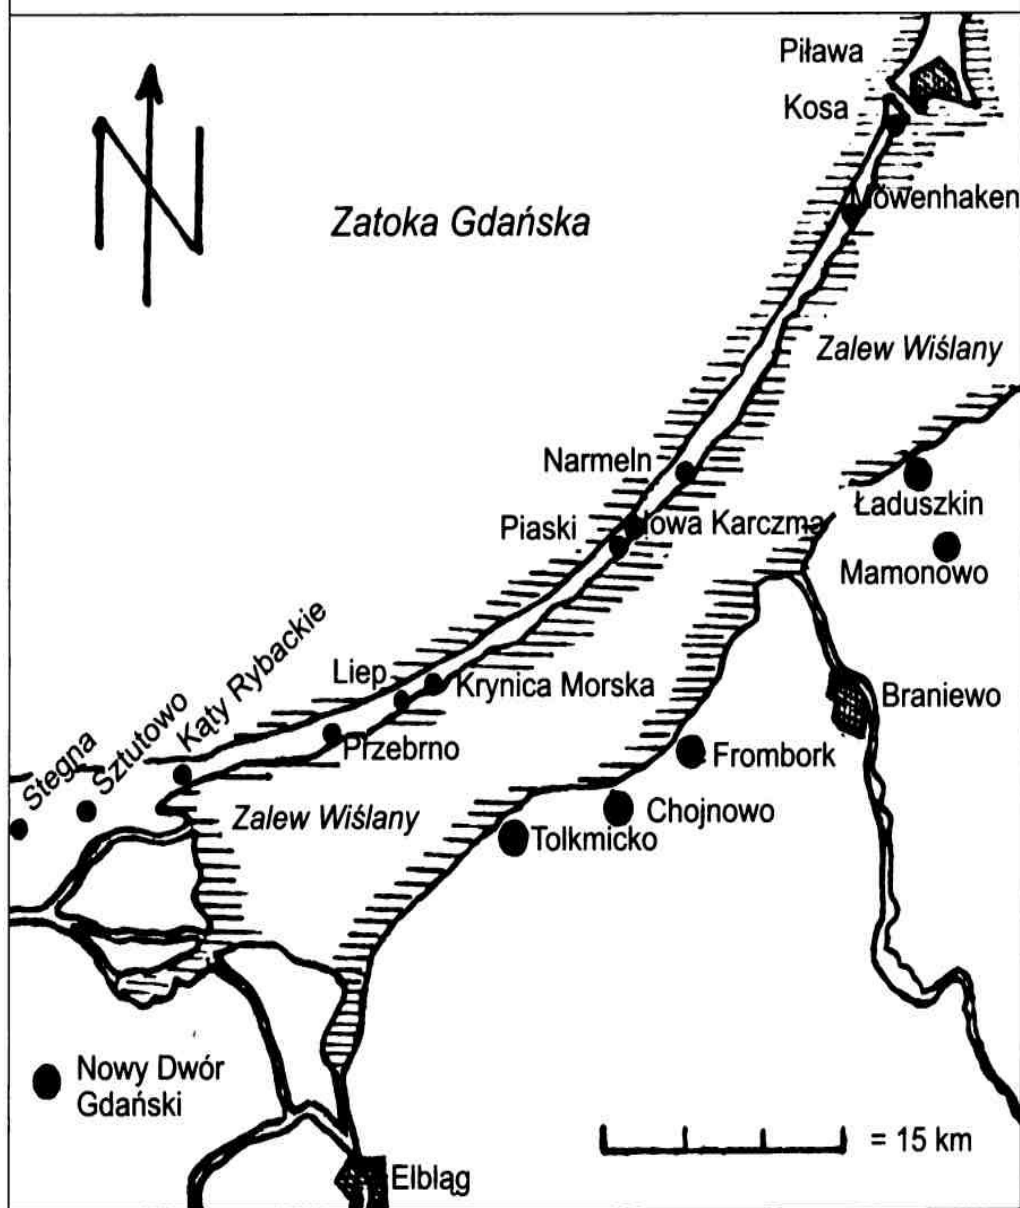 Piława
Kosa
Zatoka Gdańska
öwenhaken
Zalew Wiślany
Narmeln
Ładuszkin
Piaski
owa Karczma
Mamonowo
Liep
Krynica Morska
Kąty Rybackie
Sztutowo
Stegna
Przebrno
Braniewo
Frombork
Zalew Wiślany
Chojnowo
Tolkmicko
Nowy Dwór
Gdański
= 15 km
Elbląg
N